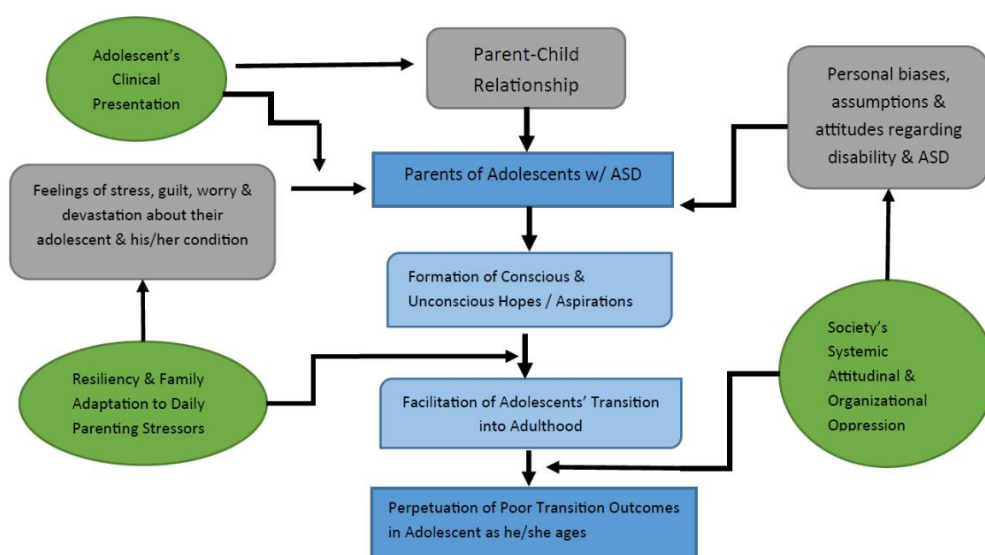 Adolescent's
Clinical
Presentation
Parent-Child
Relationship
Personal biases,
assumptions &
attitudes regarding
disability & ASD
Parents of Adolescents w/ ASD
Feelings of stress, guilt, worry &
devastation about their
adolescent & his/her condition
Formation of Conscious &
Unconscious Hopes / Aspirations
Society's
Systemic
Attitudinal &
Organizational
Oppression
Resiliency & Family
Adaptation to Daily
Parenting Stressors
Facilitation of Adolescents' Transition
into Adulthood
Perpetuation of Poor Transition Outcomes
in Adolescent as he/she ages